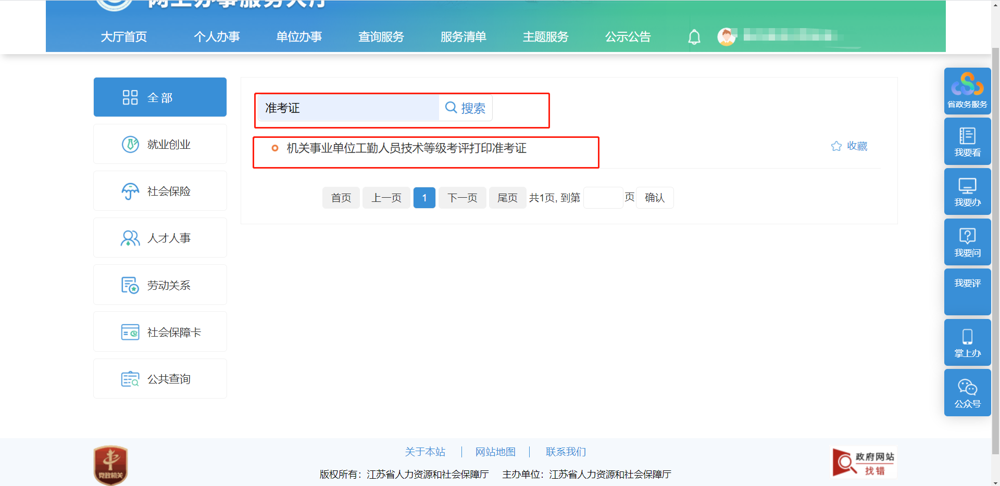 网上办事服务大厅
大厅首页 个人办事 单位办事 查询服务 服务清单 主题服务 公示公告
全部
就业创业
社会保险
人才人事
劳动关系
社会保障卡
公共查询
准考证 搜索
机关事业单位工勤人员技术等级考评打印准考证 收藏
首页 上一页 1 下一页 尾页 共1页, 到第 页 确认
省政务服务
我要看
我要办
我要问
我要评
掌上办
公众号
关于本站 | 网站地图 | 联系我们
版权所有：江苏省人力资源和社会保障厅 主办单位：江苏省人力资源和社会保障厅
党政机关
政府网站
找错